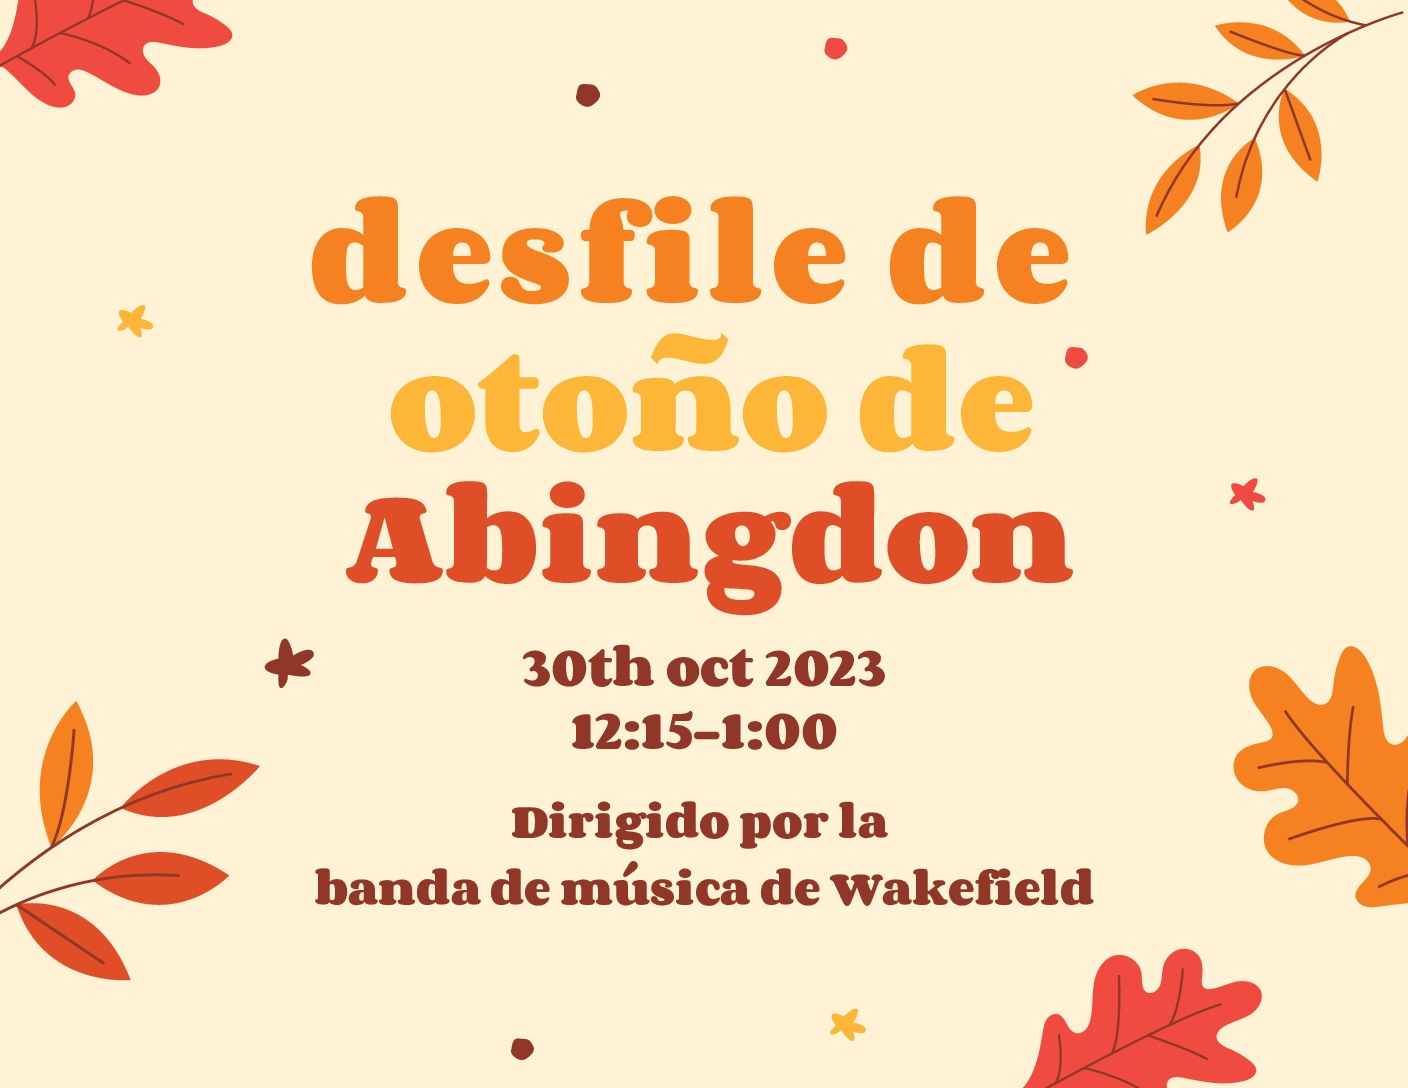 desfile de
otoño de
Abingdon
30th oct 2023
12:15–1:00
Dirigido por la
banda de música de Wakefield